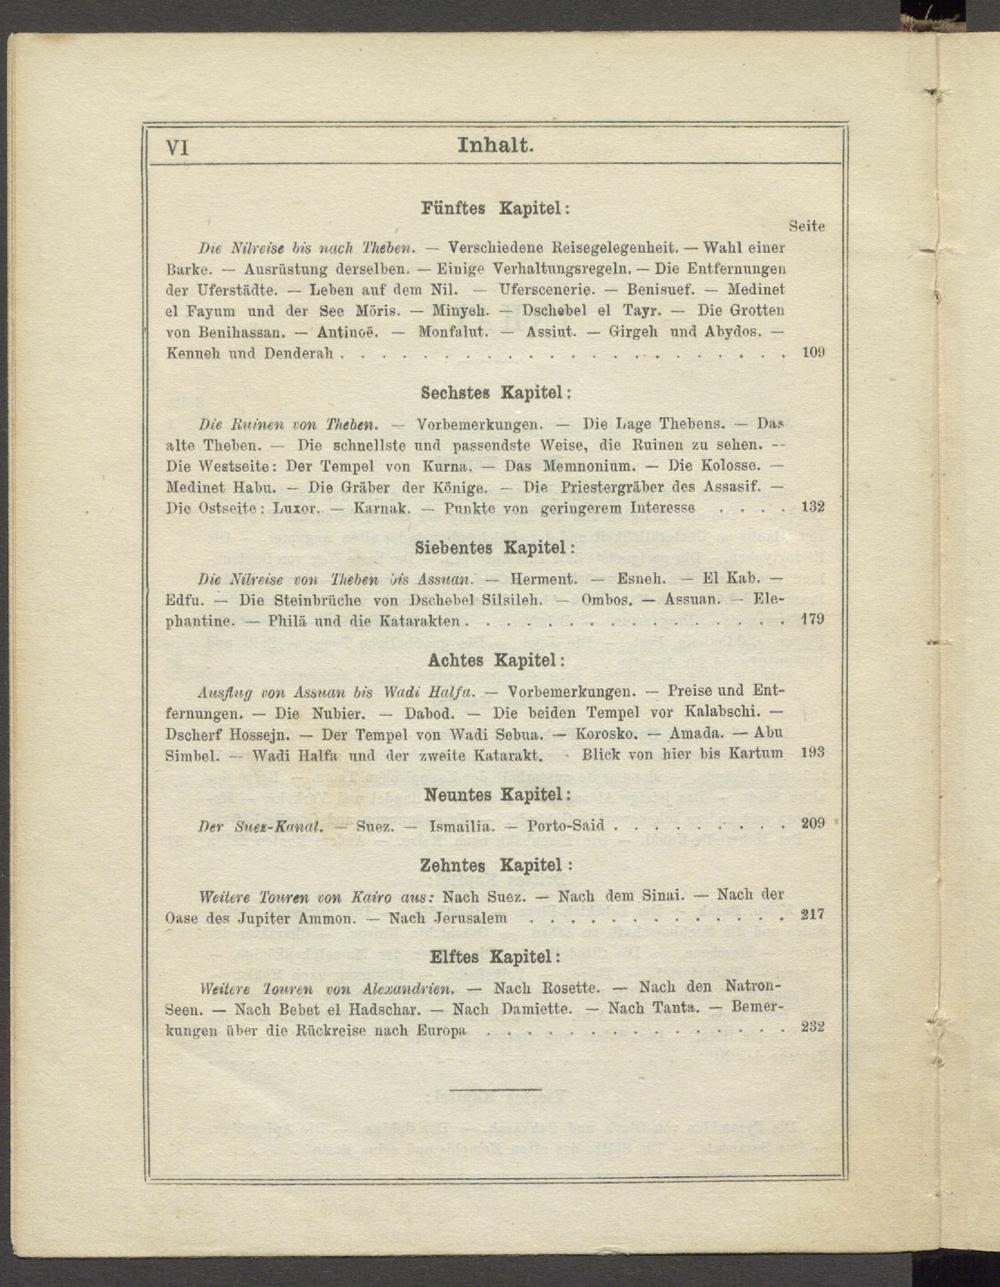 VI
Inhalt.
Fünftes Kapitel:
Seite
Die Nilreise bis nach Theben. — Verschiedene Reisegelegenheit. — Wahl einer
Barke. — Ausrüstung derselben. — Einige Verhaltungsregeln. — Die Entfernungen
der Uferstädte. — Leben auf dem Nil. — Uferscenerie. — Benisuef. — Medinet
el Fayum und der See Möris. — Minyeh. — Dschebel el Tayr. — Die Grotten
von Benihassan. — Antinoë. — Monfalut. — Assiut. — Girgeh und Abydos. —
Kenneh und Denderah . . . . . . . . . . . . . . . . . . . . . . 109
Sechstes Kapitel:
Die Ruinen von Theben. — Vorbemerkungen. — Die Lage Thebens. — Das
alte Theben. — Die schnellste und passendste Weise, die Ruinen zu sehen. —
Die Westseite: Der Tempel von Kurna. — Das Memnonium. — Die Kolosse. —
Medinet Habu. — Die Gräber der Könige. — Die Priestergräber des Assasif. —
Die Ostseite: Luxor. — Karnak. — Punkte von geringerem Interesse . . . . 132
Siebentes Kapitel:
Die Nilreise von Theben bis Assuan. — Herment. — Esneh. — El Kab. —
Edfu. — Die Steinbrüche von Dschebel Silsileh. — Ombos. — Assuan. — Ele-
phantine. — Philä und die Katarakten . . . . . . . . . . . . . . . . 179
Achtes Kapitel:
Ausflug von Assuan bis Wadi Halfa. — Vorbemerkungen. — Preise und Ent-
fernungen. — Die Nubier. — Dabod. — Die beiden Tempel vor Kalabschi. —
Dscherf Hossejn. — Der Tempel von Wadi Sebua. — Korosko. — Amada. — Abu
Simbel. — Wadi Halfa und der zweite Katarakt. - Blick von hier bis Kartum 193
Neuntes Kapitel:
Der Suez-Kanal. — Suez. — Ismailia. — Porto-Said . . . . . . . . . 209
Zehntes Kapitel:
Weitere Touren von Kairo aus: Nach Suez. — Nach dem Sinai. — Nach der
Oase des Jupiter Ammon. — Nach Jerusalem . . . . . . . . . . . . . 217
Elftes Kapitel:
Weitere Touren von Alexandrien. — Nach Rosette. — Nach den Natron-
Seen. — Nach Bebet el Hadschar. — Nach Damiette. — Nach Tanta. — Bemer-
kungen über die Rückreise nach Europa . . . . . . . . . . . . . . . 232